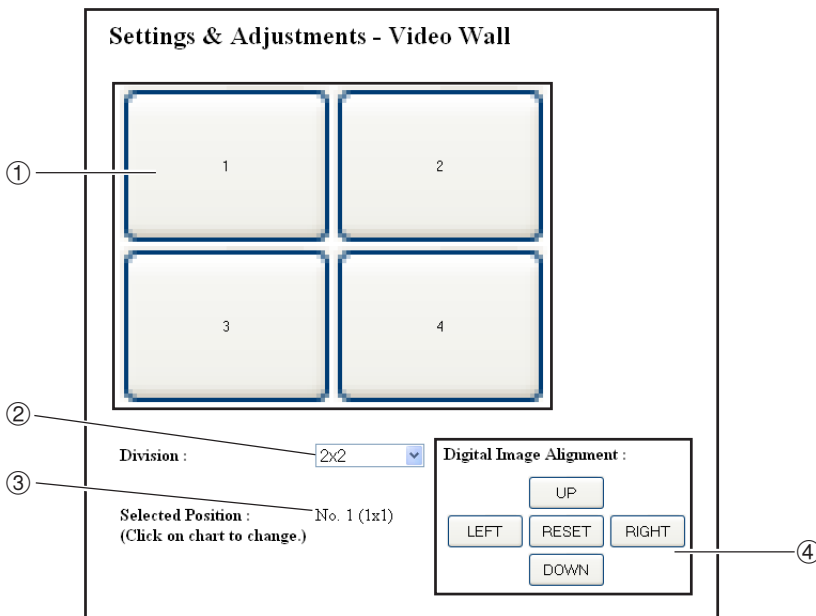 Settings & Adjustments - Video Wall
①
1
2
3
4
②
Division :
2x2
Digital Image Alignment :
③
Selected Position :
No. 1 (1x1)
(Click on chart to change.)
UP
LEFT
RESET
RIGHT
DOWN
④